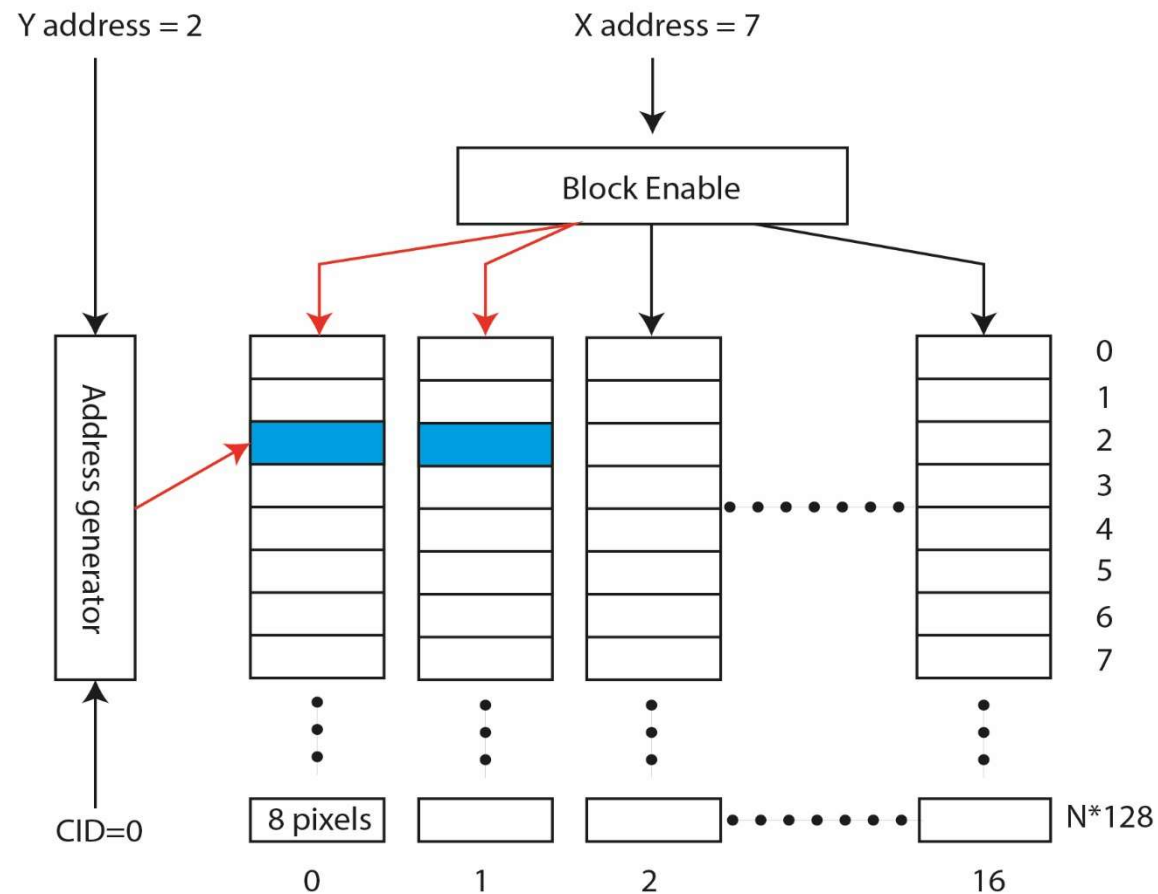 Y address = 2
X address = 7
Block Enable
Address generator
0
1
2
3
4
5
6
7
8 pixels
N*128
CID=0
0
1
2
16